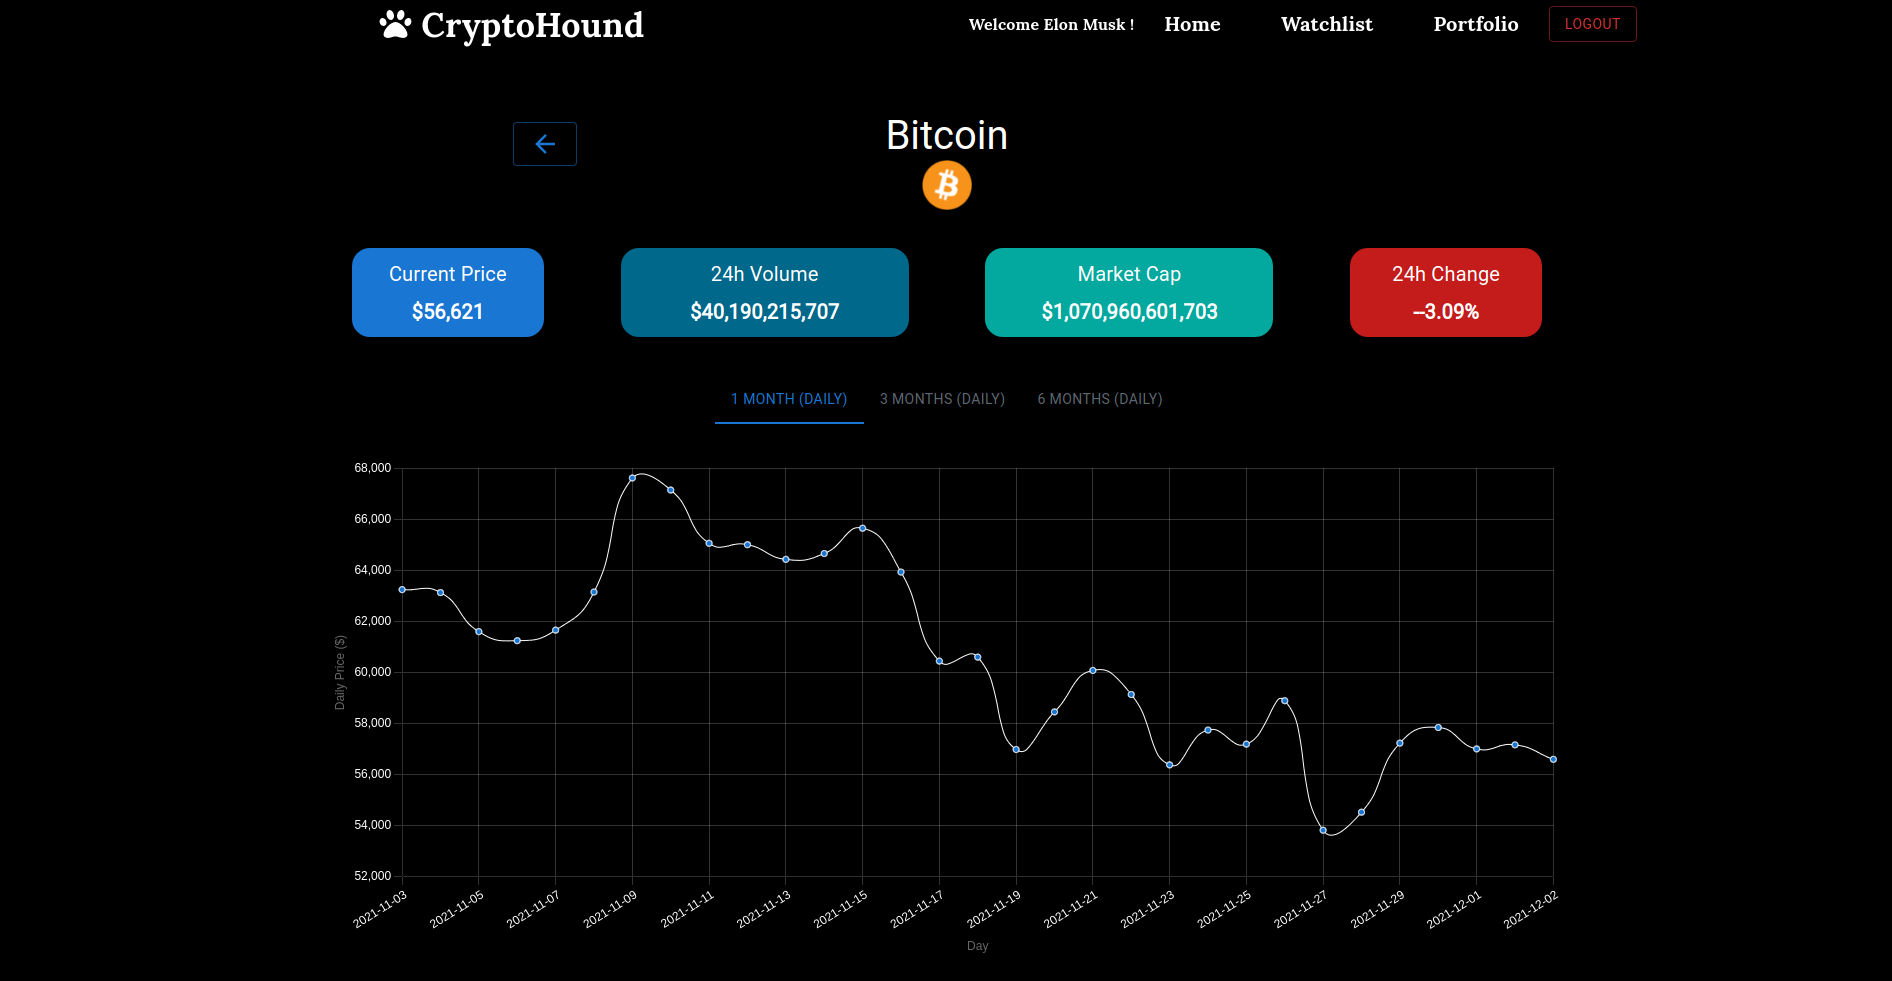 CryptoHound
Welcome Elon Musk !
Home
Watchlist
Portfolio
LOGOUT
Bitcoin
Current Price
$56,621
24h Volume
$40,190,215,707
Market Cap
$1,070,960,601,703
24h Change
--3.09%
1 MONTH (DAILY)
3 MONTHS (DAILY)
6 MONTHS (DAILY)
68,000
66,000
64,000
62,000
60,000
58,000
56,000
54,000
52,000
Daily Price ($)
2021-11-03
2021-11-05
2021-11-07
2021-11-09
2021-11-11
2021-11-13
2021-11-15
2021-11-17
2021-11-19
2021-11-21
2021-11-23
2021-11-25
2021-11-27
2021-11-29
2021-12-01
2021-12-02
Day